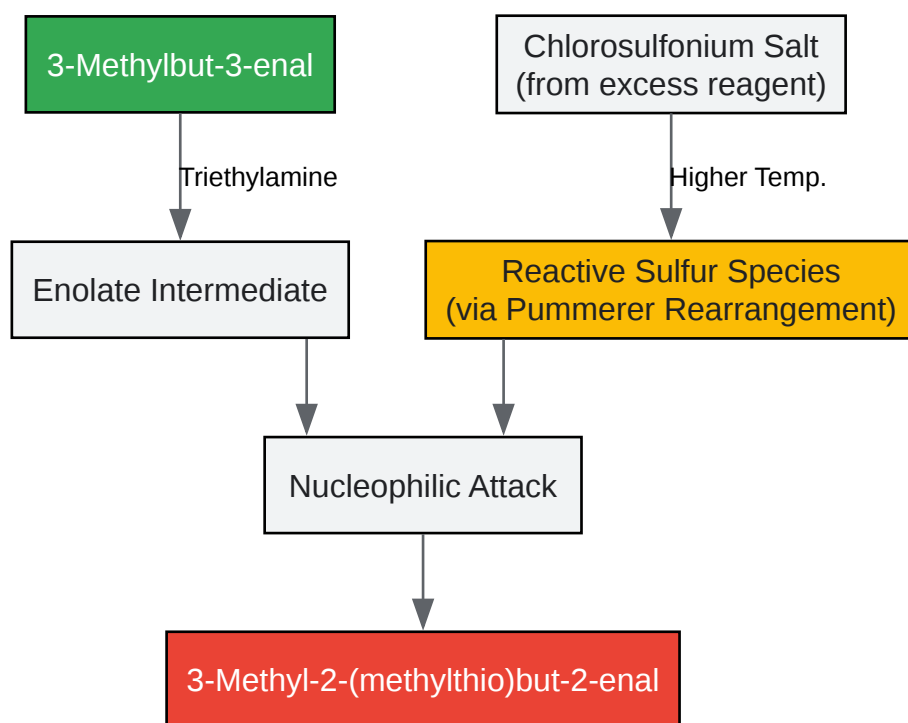 3-Methylbut-3-enal
Chlorosulfonium Salt
(from excess reagent)
Triethylamine
Higher Temp.
Enolate Intermediate
Reactive Sulfur Species
(via Pummerer Rearrangement)
Nucleophilic Attack
3-Methyl-2-(methylthio)but-2-enal